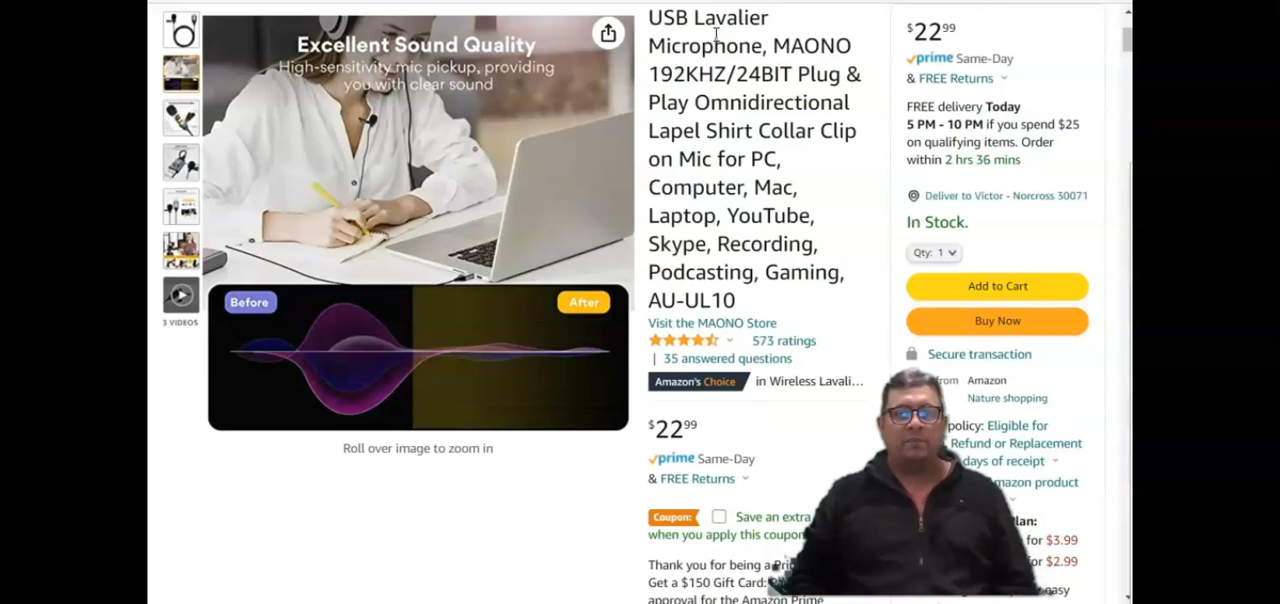 Excellent Sound Quality
High-sensitivity mic pickup, providing
you with clear sound
Before
After
3 VIDEOS
Roll over image to zoom in
USB Lavalier
Microphone, MAONO
192KHZ/24BIT Plug &
Play Omnidirectional
Lapel Shirt Collar Clip
on Mic for PC,
Computer, Mac,
Laptop, YouTube,
Skype, Recording,
Podcasting, Gaming,
AU-UL10
Visit the MAONO Store
573 ratings
| 35 answered questions
Amazon's Choice in Wireless Lavali...
$22 99
prime Same-Day
& FREE Returns
Coupon: Save an extra
when you apply this coupon
Thank you for being a Pri
Get a $150 Gift Card:
approval for the Amazon Prime
$22 99
prime Same-Day
& FREE Returns
FREE delivery Today
5 PM - 10 PM if you spend $25
on qualifying items. Order
within 2 hrs 36 mins
Deliver to Victor - Norcross 30071
In Stock.
Qty: 1
Add to Cart
Buy Now
Secure transaction
from Amazon
Nature shopping
policy: Eligible for
Refund or Replacement
days of receipt
mazon product
lan:
for $3.99
for $2.99
easy